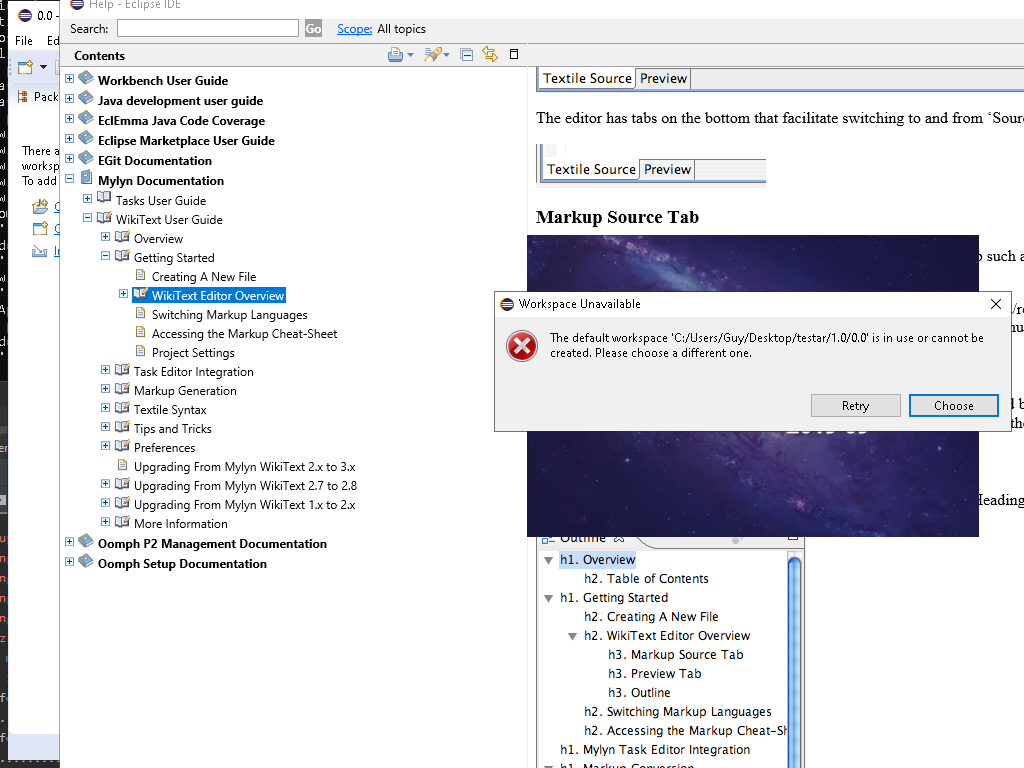 Help - Eclipse IDE
0.0 -
Search:
Go
Scope: All topics
File
Contents
Textile Source
Preview
Pack
Workbench User Guide
Java development user guide
EclEmma Java Code Coverage
Eclipse Marketplace User Guide
EGit Documentation
Mylyn Documentation
Tasks User Guide
WikiText User Guide
Overview
Getting Started
Creating A New File
WikiText Editor Overview
Switching Markup Languages
Accessing the Markup Cheat-Sheet
Project Settings
Task Editor Integration
Markup Generation
Textile Syntax
Tips and Tricks
Preferences
Upgrading From Mylyn WikiText 2.x to 3.x
Upgrading From Mylyn WikiText 2.7 to 2.8
Upgrading From Mylyn WikiText 1.x to 2.x
More Information
Oomph P2 Management Documentation
Oomph Setup Documentation
There a
worksp
To add
The editor has tabs on the bottom that facilitate switching to and from ‘Sour
Textile Source
Preview
Markup Source Tab
such a
Workspace Unavailable
The default workspace 'C:/Users/Guy/Desktop/testar/1.0/0.0' is in use or cannot be
created. Please choose a different one.
Retry
Choose
Heading
Outline
h1. Overview
h2. Table of Contents
h1. Getting Started
h2. Creating A New File
h2. WikiText Editor Overview
h3. Markup Source Tab
h3. Preview Tab
h3. Outline
h2. Switching Markup Languages
h2. Accessing the Markup Cheat-Sh
h1. Mylyn Task Editor Integration
h1. Markup Conversion